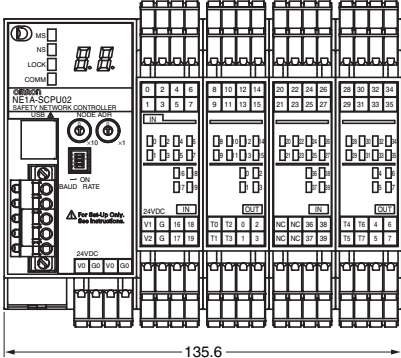 MS
NS
LOCK
COMM
8.8.
OMRON
NE1A-SCPU02
SAFETY NETWORK CONTROLLER
USB NODE ADR
×10 ×1
ON
BAUD RATE
For Set-Up Only.
See Instructions.
24VDC
V0 G0 V0 G0
0 2 4 6
1 3 5 7
IN
24VDC IN
V1 G 16 18
V2 G 17 19
8 10 12 14
9 11 13 15
OUT
T0 T2 0 2
T1 T3 1 3
20 22 24 26
21 23 25 27
IN
NC NC 36 38
NC NC 37 39
28 30 32 34
29 31 33 35
OUT
T4 T6 4 6
T5 T7 5 7
135.6